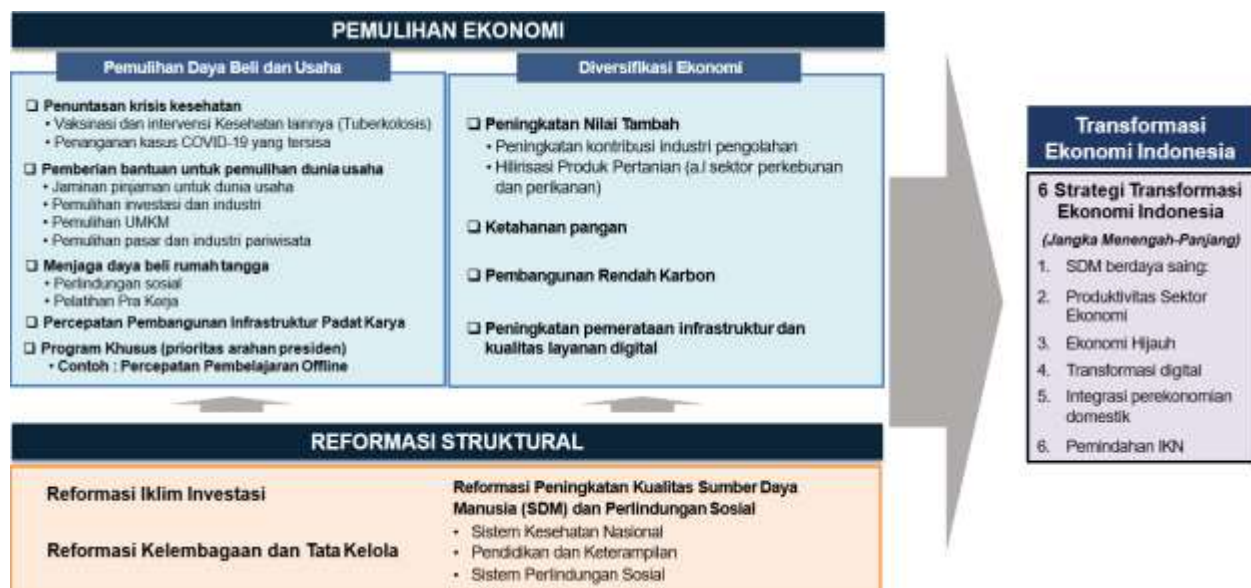 PEMULIHAN EKONOMI
Pemulihan Daya Beli dan Usaha
❑ Penuntasan krisis kesehatan
• Vaksinasi dan intervensi Kesehatan lainnya (Tuberkolosis)
• Penanganan kasus COVID-19 yang tersisa
❑ Pemberian bantuan untuk pemulihan dunia usaha
• Jaminan pinjaman untuk dunia usaha
• Pemulihan investasi dan industri
• Pemulihan UMKM
• Pemulihan pasar dan industri pariwisata
❑ Menjaga daya beli rumah tangga
• Perlindungan sosial
• Pelatihan Pra Kerja
❑ Percepatan Pembangunan Infrastruktur Padat Karya
❑ Program Khusus (prioritas arahan presiden)
• Contoh : Percepatan Pembelajaran Offline
Diversifikasi Ekonomi
❑ Peningkatan Nilai Tambah
• Peningkatan kontribusi industri pengolahan
• Hilirisasi Produk Pertanian (a.l sektor perkebunan
dan perikanan)
❑ Ketahanan pangan
❑ Pembangunan Rendah Karbon
❑ Peningkatan pemerataan infrastruktur dan
kualitas layanan digital
REFORMASI STRUKTURAL
Reformasi Iklim Investasi
Reformasi Kelembagaan dan Tata Kelola
Reformasi Peningkatan Kualitas Sumber Daya
Manusia (SDM) dan Perlindungan Sosial
• Sistem Kesehatan Nasional
• Pendidikan dan Keterampilan
• Sistem Perlindungan Sosial
Transformasi
Ekonomi Indonesia
6 Strategi Transformasi
Ekonomi Indonesia
(Jangka Menengah-Panjang)
1. SDM berdaya saing:
2. Produktivitas Sektor
Ekonomi
3. Ekonomi Hijauh
4. Transformasi digital
5. Integrasi perekonomian
domestik
6. Pemindahan IKN